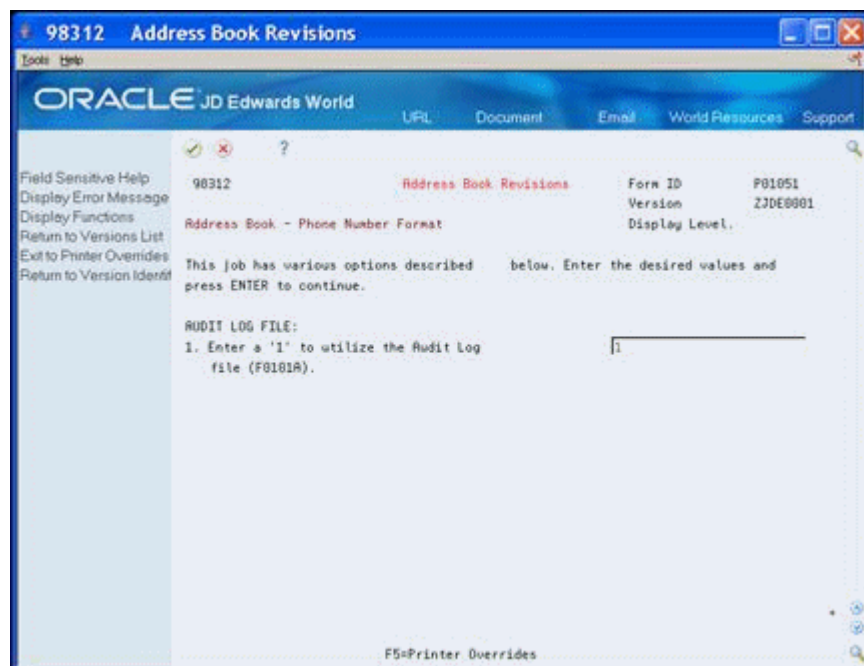 98312 Address Book Revisions
Tools Help
ORACLE JD Edwards World
URL Document Email World Resources Support
?
Field Sensitive Help
Display Error Message
Display Functions
Return to Versions List
Exit to Printer Overrides
Return to Version Identif
98312 Address Book Revisions Form ID P01051
Version ZJDE0001
Address Book - Phone Number Format Display Level.
This job has various options described below. Enter the desired values and
press ENTER to continue.
AUDIT LOG FILE:
1. Enter a '1' to utilize the Audit Log 1
file (F0101A).
F5=Printer Overrides